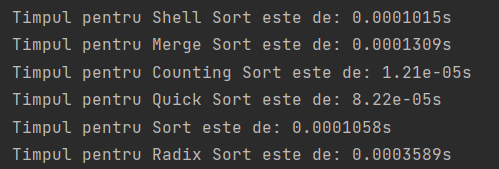 Timpul pentru Shell Sort este de: 0.0001015s
Timpul pentru Merge Sort este de: 0.0001309s
Timpul pentru Counting Sort este de: 1.21e-05s
Timpul pentru Quick Sort este de: 8.22e-05s
Timpul pentru Sort este de: 0.0001058s
Timpul pentru Radix Sort este de: 0.0003589s